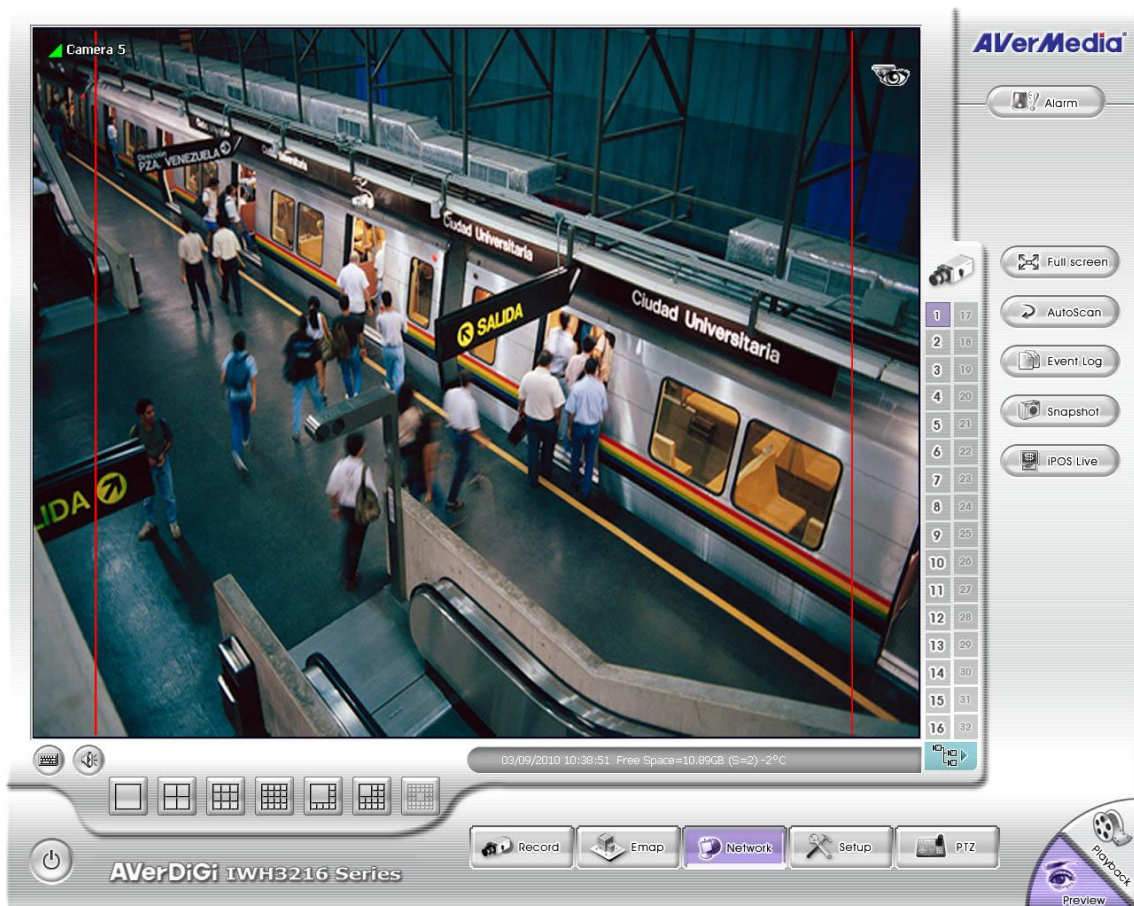 Camera 5
AVerMedia®
Alarm
Dirección
PZA. VENEZUELA
Ciudad Universitaria
Ciudad Universitaria
Ciudad Universitaria
SALIDA
IDA
Full screen
AutoScan
Event Log
Snapshot
iPOS Live
1 17
2 18
3 19
4 20
5 21
6 22
7 23
8 24
9 25
10 26
11 27
12 28
13 29
14 30
15 31
16 32
03/09/2010 10:38:51 Free Space=10.89GB (S=2) -2°C
Record
Emap
Network
Setup
PTZ
AVerDiGi IWH3216 Series
Playback
Preview